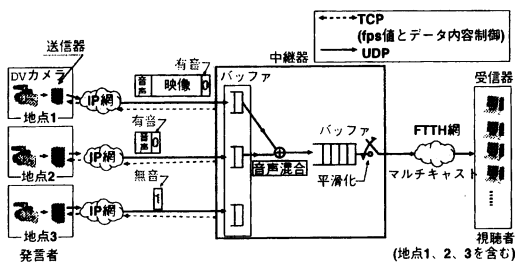 TCP
(fps値とデータ内容制御)
UDP
送信器
DVカメラ
地点1
IP網
有音
音声
映像
0
中継器
バッファ
受信器
有音
音声
0
地点2
IP網
音声混合
バッファ
平滑化
FTTH網
マルチキャスト
無音
1
地点3
IP網
発言者
視聴者
(地点1、2、3を含む)